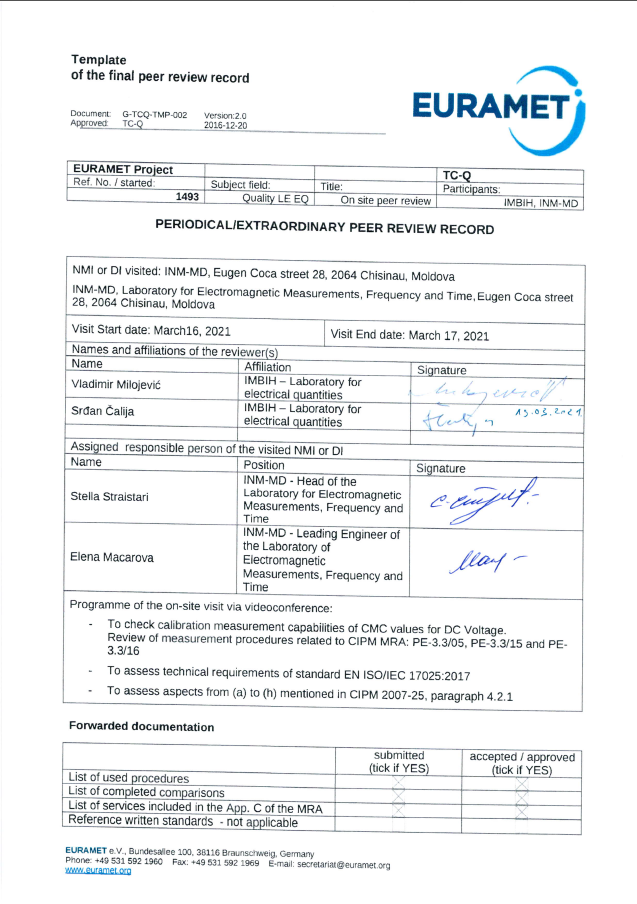 Template
of the final peer review record
Document: G-TCQ-TMP-002 Version:2.0
Approved: TC-Q 2016-12-20
EURAMET
EURAMET Project TC-Q
Ref. No. / started: Subject field: Title: Participants:
1493 Quality LE EQ On site peer review IMBIH, INM-MD
PERIODICAL/EXTRAORDINARY PEER REVIEW RECORD
NMI or DI visited: INM-MD, Eugen Coca street 28, 2064 Chisinau, Moldova
INM-MD, Laboratory for Electromagnetic Measurements, Frequency and Time, Eugen Coca street
28, 2064 Chisinau, Moldova
Visit Start date: March16, 2021 Visit End date: March 17, 2021
Names and affiliations of the reviewer(s)
Name Affiliation Signature
Vladimir Milojević IMBIH – Laboratory for
electrical quantities
Srđan Čalija IMBIH – Laboratory for
electrical quantities
Assigned responsible person of the visited NMI or DI
Name Position Signature
Stella Straistari INM-MD - Head of the
Laboratory for Electromagnetic
Measurements, Frequency and
Time
Elena Macarova INM-MD - Leading Engineer of
the Laboratory of
Electromagnetic
Measurements, Frequency and
Time
Programme of the on-site visit via videoconference:
- To check calibration measurement capabilities of CMC values for DC Voltage.
Review of measurement procedures related to CIPM MRA: PE-3.3/05, PE-3.3/15 and PE-
3.3/16
- To assess technical requirements of standard EN ISO/IEC 17025:2017
- To assess aspects from (a) to (h) mentioned in CIPM 2007-25, paragraph 4.2.1
Forwarded documentation
submitted accepted / approved
(tick if YES) (tick if YES)
List of used procedures
List of completed comparisons
List of services included in the App. C of the MRA
Reference written standards - not applicable
EURAMET e.V., Bundesallee 100, 38116 Braunschweig, Germany
Phone: +49 531 592 1960 Fax: +49 531 592 1969 E-mail: secretariat@euramet.org
www.euramet.org